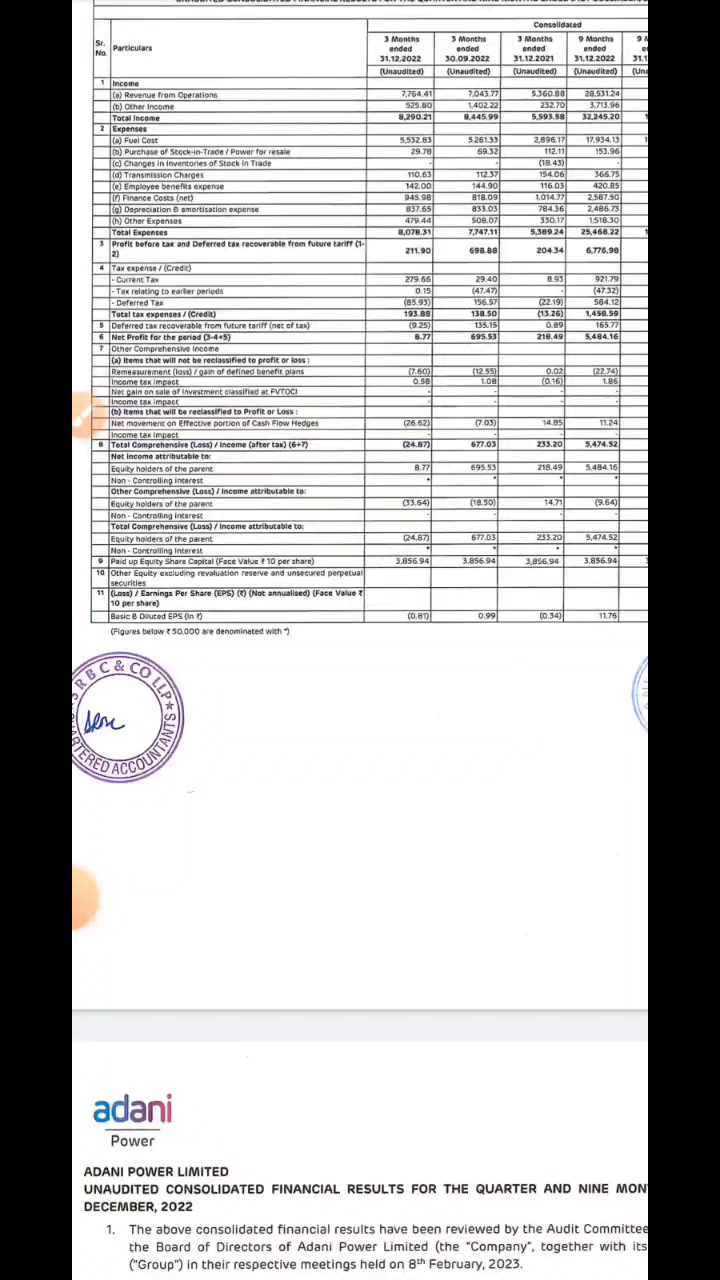 Consolidated
Sr. No. Particulars 3 Months ended 31.12.2022 3 Months ended 30.09.2022 3 Months ended 31.12.2021 9 Months ended 31.12.2022
(Unaudited) (Unaudited) (Unaudited) (Unaudited)
1 Income
(a) Revenue from Operations 7,764.41 7,043.77 5,360.88 28,531.24
(b) Other Income 525.80 1,402.22 232.70 3,713.96
Total Income 8,290.21 8,445.99 5,593.58 32,245.20
2 Expenses
(a) Fuel Cost 5,532.83 5,261.33 2,896.17 17,934.13
(b) Purchase of Stock-in-Trade / Power for resale 29.78 69.32 112.11 153.96
(c) Changes in Inventories of Stock in Trade - - (18.43) -
(d) Transmission Charges 110.63 112.37 154.06 366.75
(e) Employee benefits expense 142.00 144.90 116.03 420.85
(f) Finance Costs (net) 945.98 818.09 1,014.77 2,587.50
(g) Depreciation & amortisation expense 837.65 833.03 784.36 2,486.73
(h) Other Expenses 479.44 508.07 330.17 1,518.30
Total Expenses 8,078.31 7,747.11 5,389.24 25,468.22
3 Profit before tax and Deferred tax recoverable from future tariff (1-2) 211.90 698.88 204.34 6,776.98
4 Tax expense / (Credit)
- Current Tax 279.66 29.40 8.93 921.79
- Tax relating to earlier periods 0.15 (47.47) - (47.32)
- Deferred Tax (85.93) 156.57 (22.19) 584.12
Total tax expenses / (Credit) 193.88 138.50 (13.26) 1,458.59
5 Deferred tax recoverable from future tariff (net of tax) (9.25) 135.15 0.89 165.77
6 Net Profit for the period (3-4+5) 8.77 695.53 218.49 5,484.16
7 Other Comprehensive Income
(a) Items that will not be reclassified to profit or loss :
Remeasurement (loss) / gain of defined benefit plans (7.60) (12.55) 0.02 (22.74)
Income tax impact 0.58 1.08 (0.16) 1.86
Net gain on sale of Investment classified at FVTOCI - - - -
Income tax impact - - - -
(b) Items that will be reclassified to Profit or Loss :
Net movement on Effective portion of Cash Flow Hedges (26.62) (7.03) 14.85 11.24
Income tax impact - - - -
8 Total Comprehensive (Loss) / Income (after tax) (6+7) (24.87) 677.03 233.20 5,474.52
Net Income attributable to:
Equity holders of the parent 8.77 695.53 218.49 5,484.16
Non - Controlling interest * * * *
Other Comprehensive (Loss) / Income attributable to:
Equity holders of the parent (33.64) (18.50) 14.71 (9.64)
Non - Controlling interest - - - -
Total Comprehensive (Loss) / Income attributable to:
Equity holders of the parent (24.87) 677.03 233.20 5,474.52
Non - Controlling Interest * * * *
9 Paid up Equity Share Capital (Face Value ₹ 10 per share) 3,856.94 3,856.94 3,856.94 3,856.94
10 Other Equity excluding revaluation reserve and unsecured perpetual securities
11 (Loss) / Earnings Per Share (EPS) (₹) (Not annualised) (Face Value ₹ 10 per share)
Basic & Diluted EPS (In ₹) (0.81) 0.99 (0.34) 11.76
(Figures below ₹ 50,000 are denominated with *)
S R B C & CO LLP
CHARTERED ACCOUNTANTS
adani
Power
ADANI POWER LIMITED
UNAUDITED CONSOLIDATED FINANCIAL RESULTS FOR THE QUARTER AND NINE MON
DECEMBER, 2022
1. The above consolidated financial results have been reviewed by the Audit Committee
the Board of Directors of Adani Power Limited (the "Company", together with its
("Group") in their respective meetings held on 8th February, 2023.